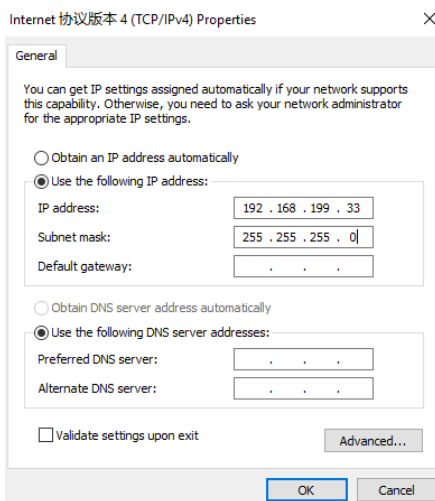 Internet 协议版本 4 (TCP/IPv4) Properties
General
You can get IP settings assigned automatically if your network supports
this capability. Otherwise, you need to ask your network administrator
for the appropriate IP settings.
Obtain an IP address automatically
Use the following IP address:
IP address: 192 . 168 . 199 . 33
Subnet mask: 255 . 255 . 255 . 0
Default gateway: . . .
Obtain DNS server address automatically
Use the following DNS server addresses:
Preferred DNS server: . . .
Alternate DNS server: . . .
Validate settings upon exit
Advanced...
OK Cancel